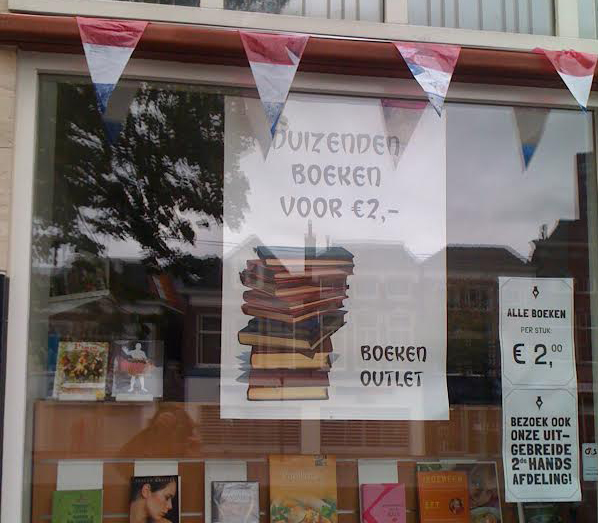 DUIZENDEN
BOEKEN
VOOR €2,-
BOEKEN
OUTLET
ALLE BOEKEN
PER STUK:
€ 2,00
BEZOEK OOK
ONZE UIT-
GEBREIDE
2de HANDS
AFDELING!